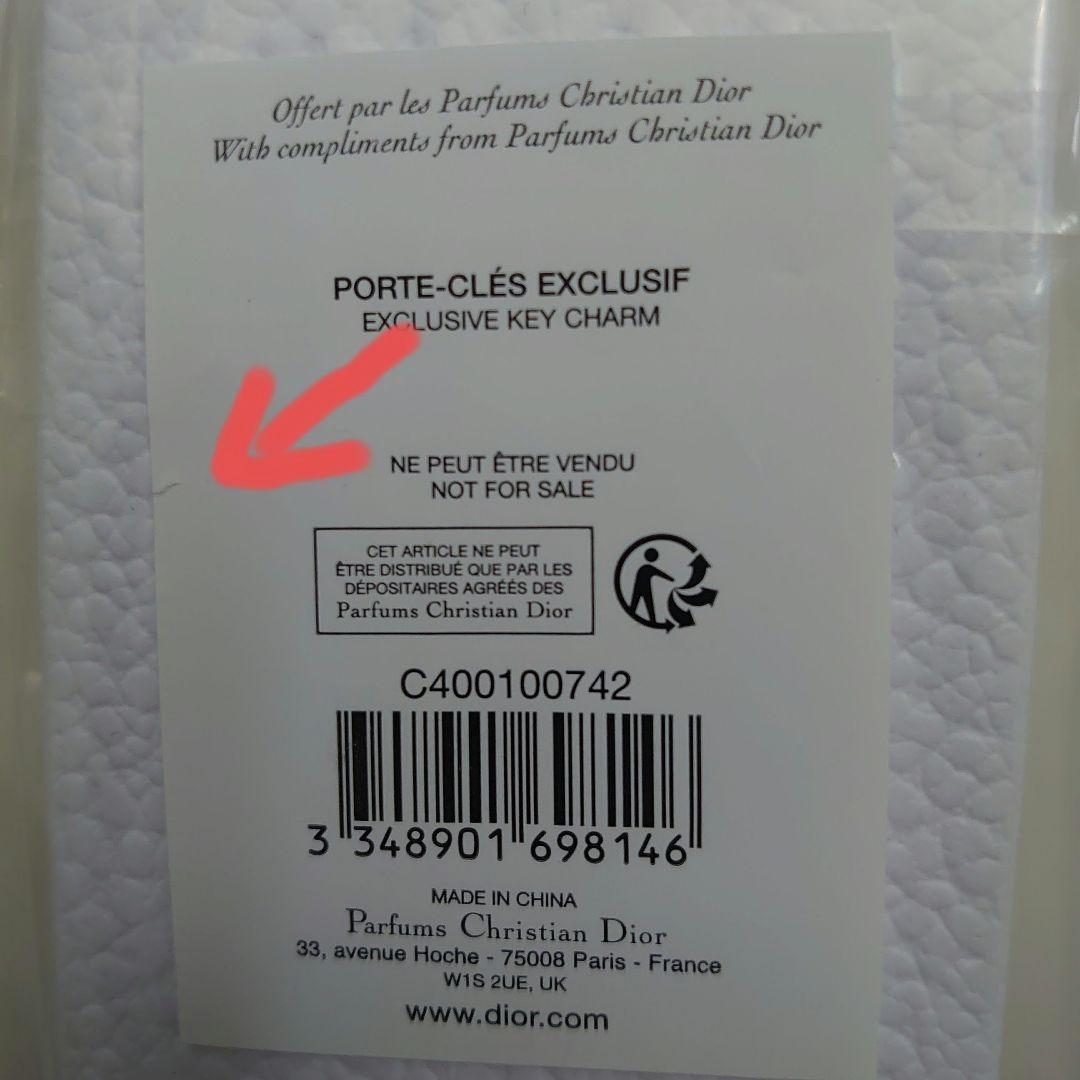 Offert par les Parfums Christian Dior
With compliments from Parfums Christian Dior
PORTE-CLÉS EXCLUSIF
EXCLUSIVE KEY CHARM
NE PEUT ÊTRE VENDU
NOT FOR SALE
CET ARTICLE NE PEUT
ÊTRE DISTRIBUÉ QUE PAR LES
DÉPOSITAIRES AGRÉÉS DES
Parfums Christian Dior
C400100742
3 348901 698146
MADE IN CHINA
Parfums Christian Dior
33, avenue Hoche - 75008 Paris - France
W1S 2UE, UK
www.dior.com